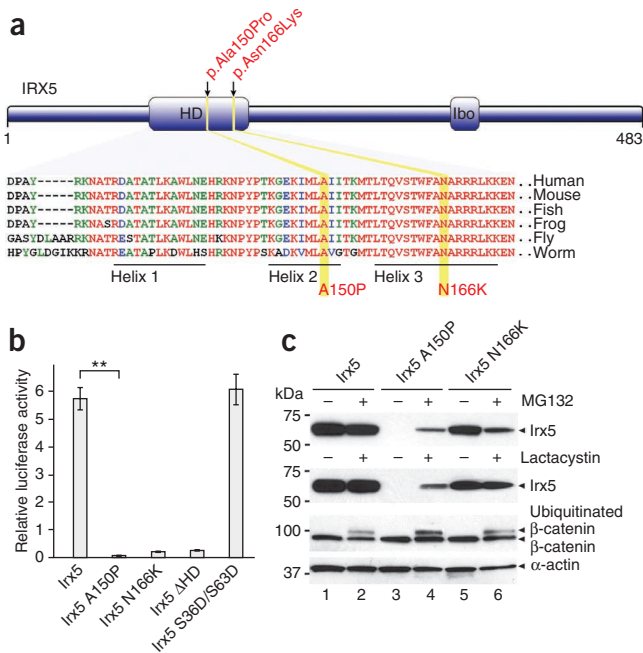 a
p.Ala150Pro
p.Asn166Lys
IRX5
HD
Ibo
1
483
DPAY-----RKNATRDATATLKAWLNEHRKNPYPTKGEKIMLAIITKMTLTQVSTWFANARRRLKKEN ..Human
DPAY-----RKNATRDATATLKAWLNEHRKNPYPTKGEKIMLAIITKMTLTQVSTWFANARRRLKKEN ..Mouse
DPAY-----RKNATRDATATLKAWLNEHRKNPYPTKGEKIMLAIITKMTLTQVSTWFANARRRLKKEN ..Fish
DPAY-----RKNASRDATATLKAWLNEHRKNPYPTKGEKIMLAIITKMTLTQVSTWFANARRRLKKEN ..Frog
GASYDLAARRKNATRESTATLKAWLNEHKKNPYPTKGEKIMLAIITKMTLTQVSTWFANARRRLKKEN ..Fly
HPYGLDGIKKRNATREATAPLKDWLHSHRKNPYPSKADKVMLAVGTGMTLTQVSTWFANARRRLKKEN ..Worm
Helix 1 Helix 2 Helix 3
A150P N166K
b
**
Relative luciferase activity
6
5
4
3
2
1
0
Irx5
Irx5 A150P
Irx5 N166K
Irx5 ΔHD
Irx5 S36D/S63D
c
Irx5 Irx5 A150P Irx5 N166K
kDa
– + – + – + MG132
75
50
Irx5
– + – + – + Lactacystin
75
50
Irx5
Ubiquitinated
100
β-catenin
β-catenin
37
α-actin
1 2 3 4 5 6